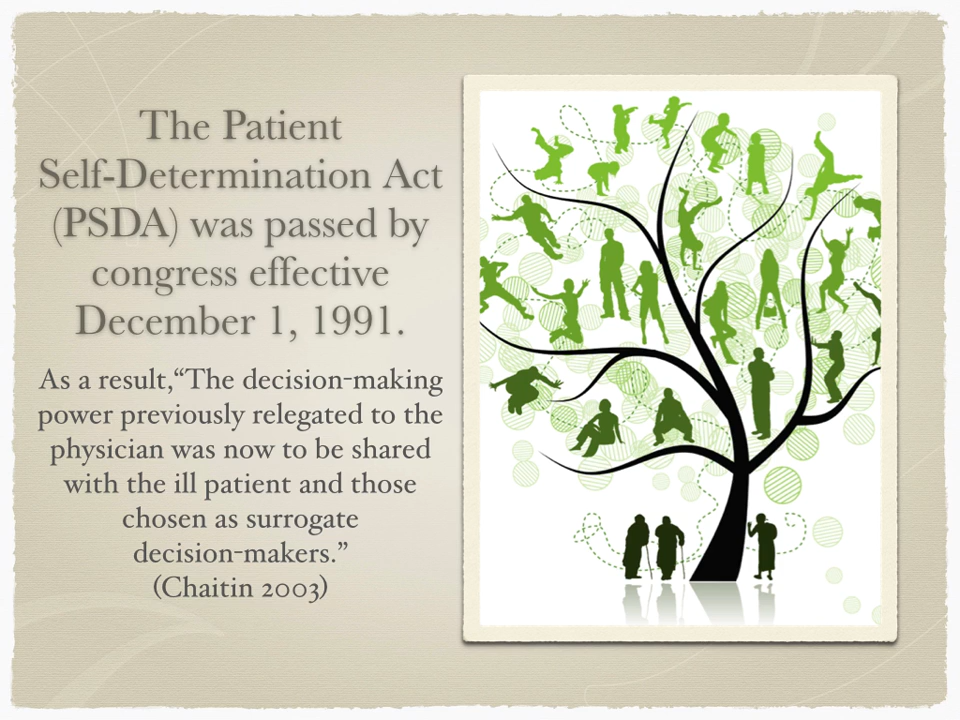 The Patient
Self-Determination Act
(PSDA) was passed by
congress effective
December 1, 1991.
As a result,“The decision-making
power previously relegated to the
physician was now to be shared
with the ill patient and those
chosen as surrogate
decision-makers.”
(Chaitin 2003)